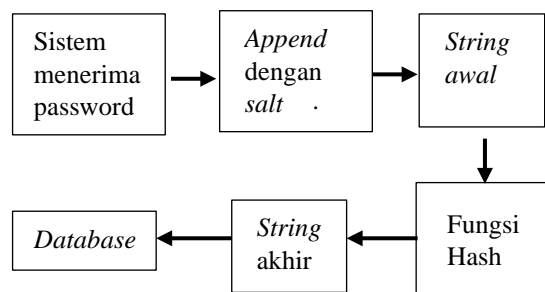 Sistem
menerima
password
Append
dengan
salt .
String
awal
Fungsi
Hash
String
akhir
Database